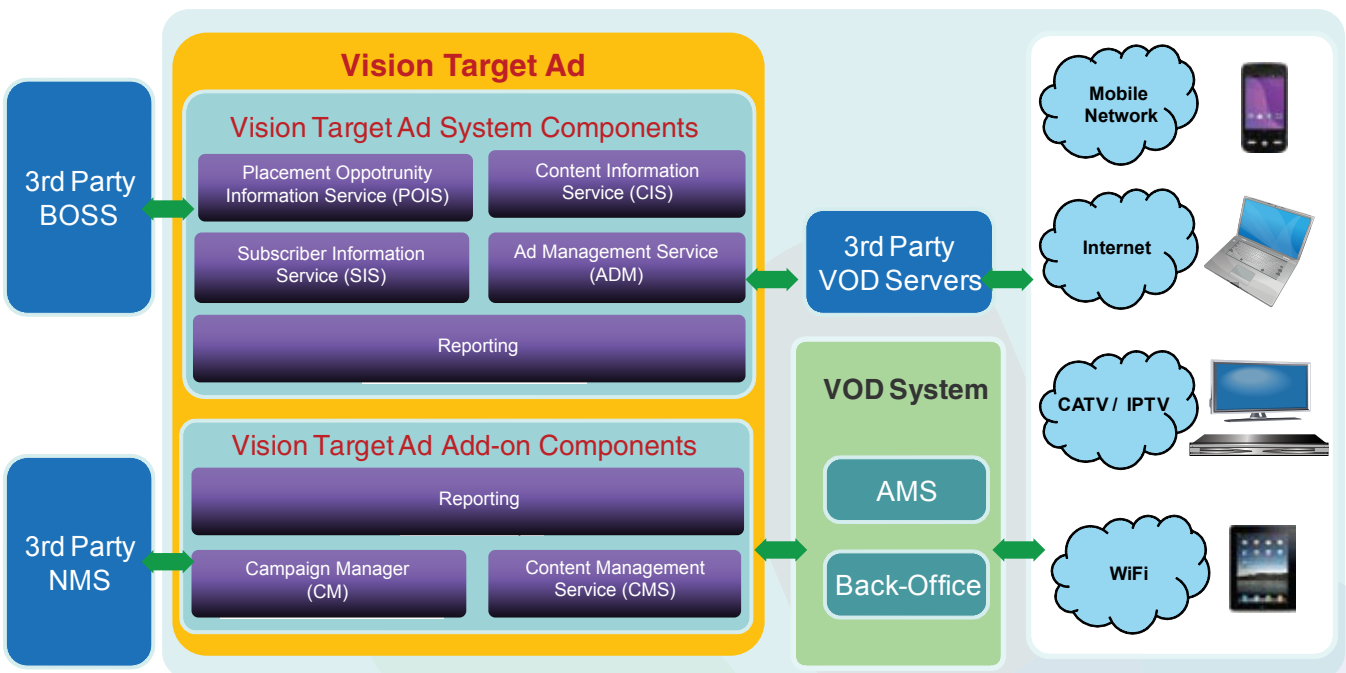 Vision Target Ad
3rd Party
BOSS
Vision Target Ad System Components
Placement Oppotrunity
Information Service (POIS)
Content Information
Service (CIS)
Subscriber Information
Service (SIS)
Ad Management Service
(ADM)
Reporting
3rd Party
NMS
Vision Target Ad Add-on Components
Reporting
Campaign Manager
(CM)
Content Management
Service (CMS)
3rd Party
VOD Servers
VOD System
AMS
Back-Office
Mobile
Network
Internet
CATV / IPTV
WiFi